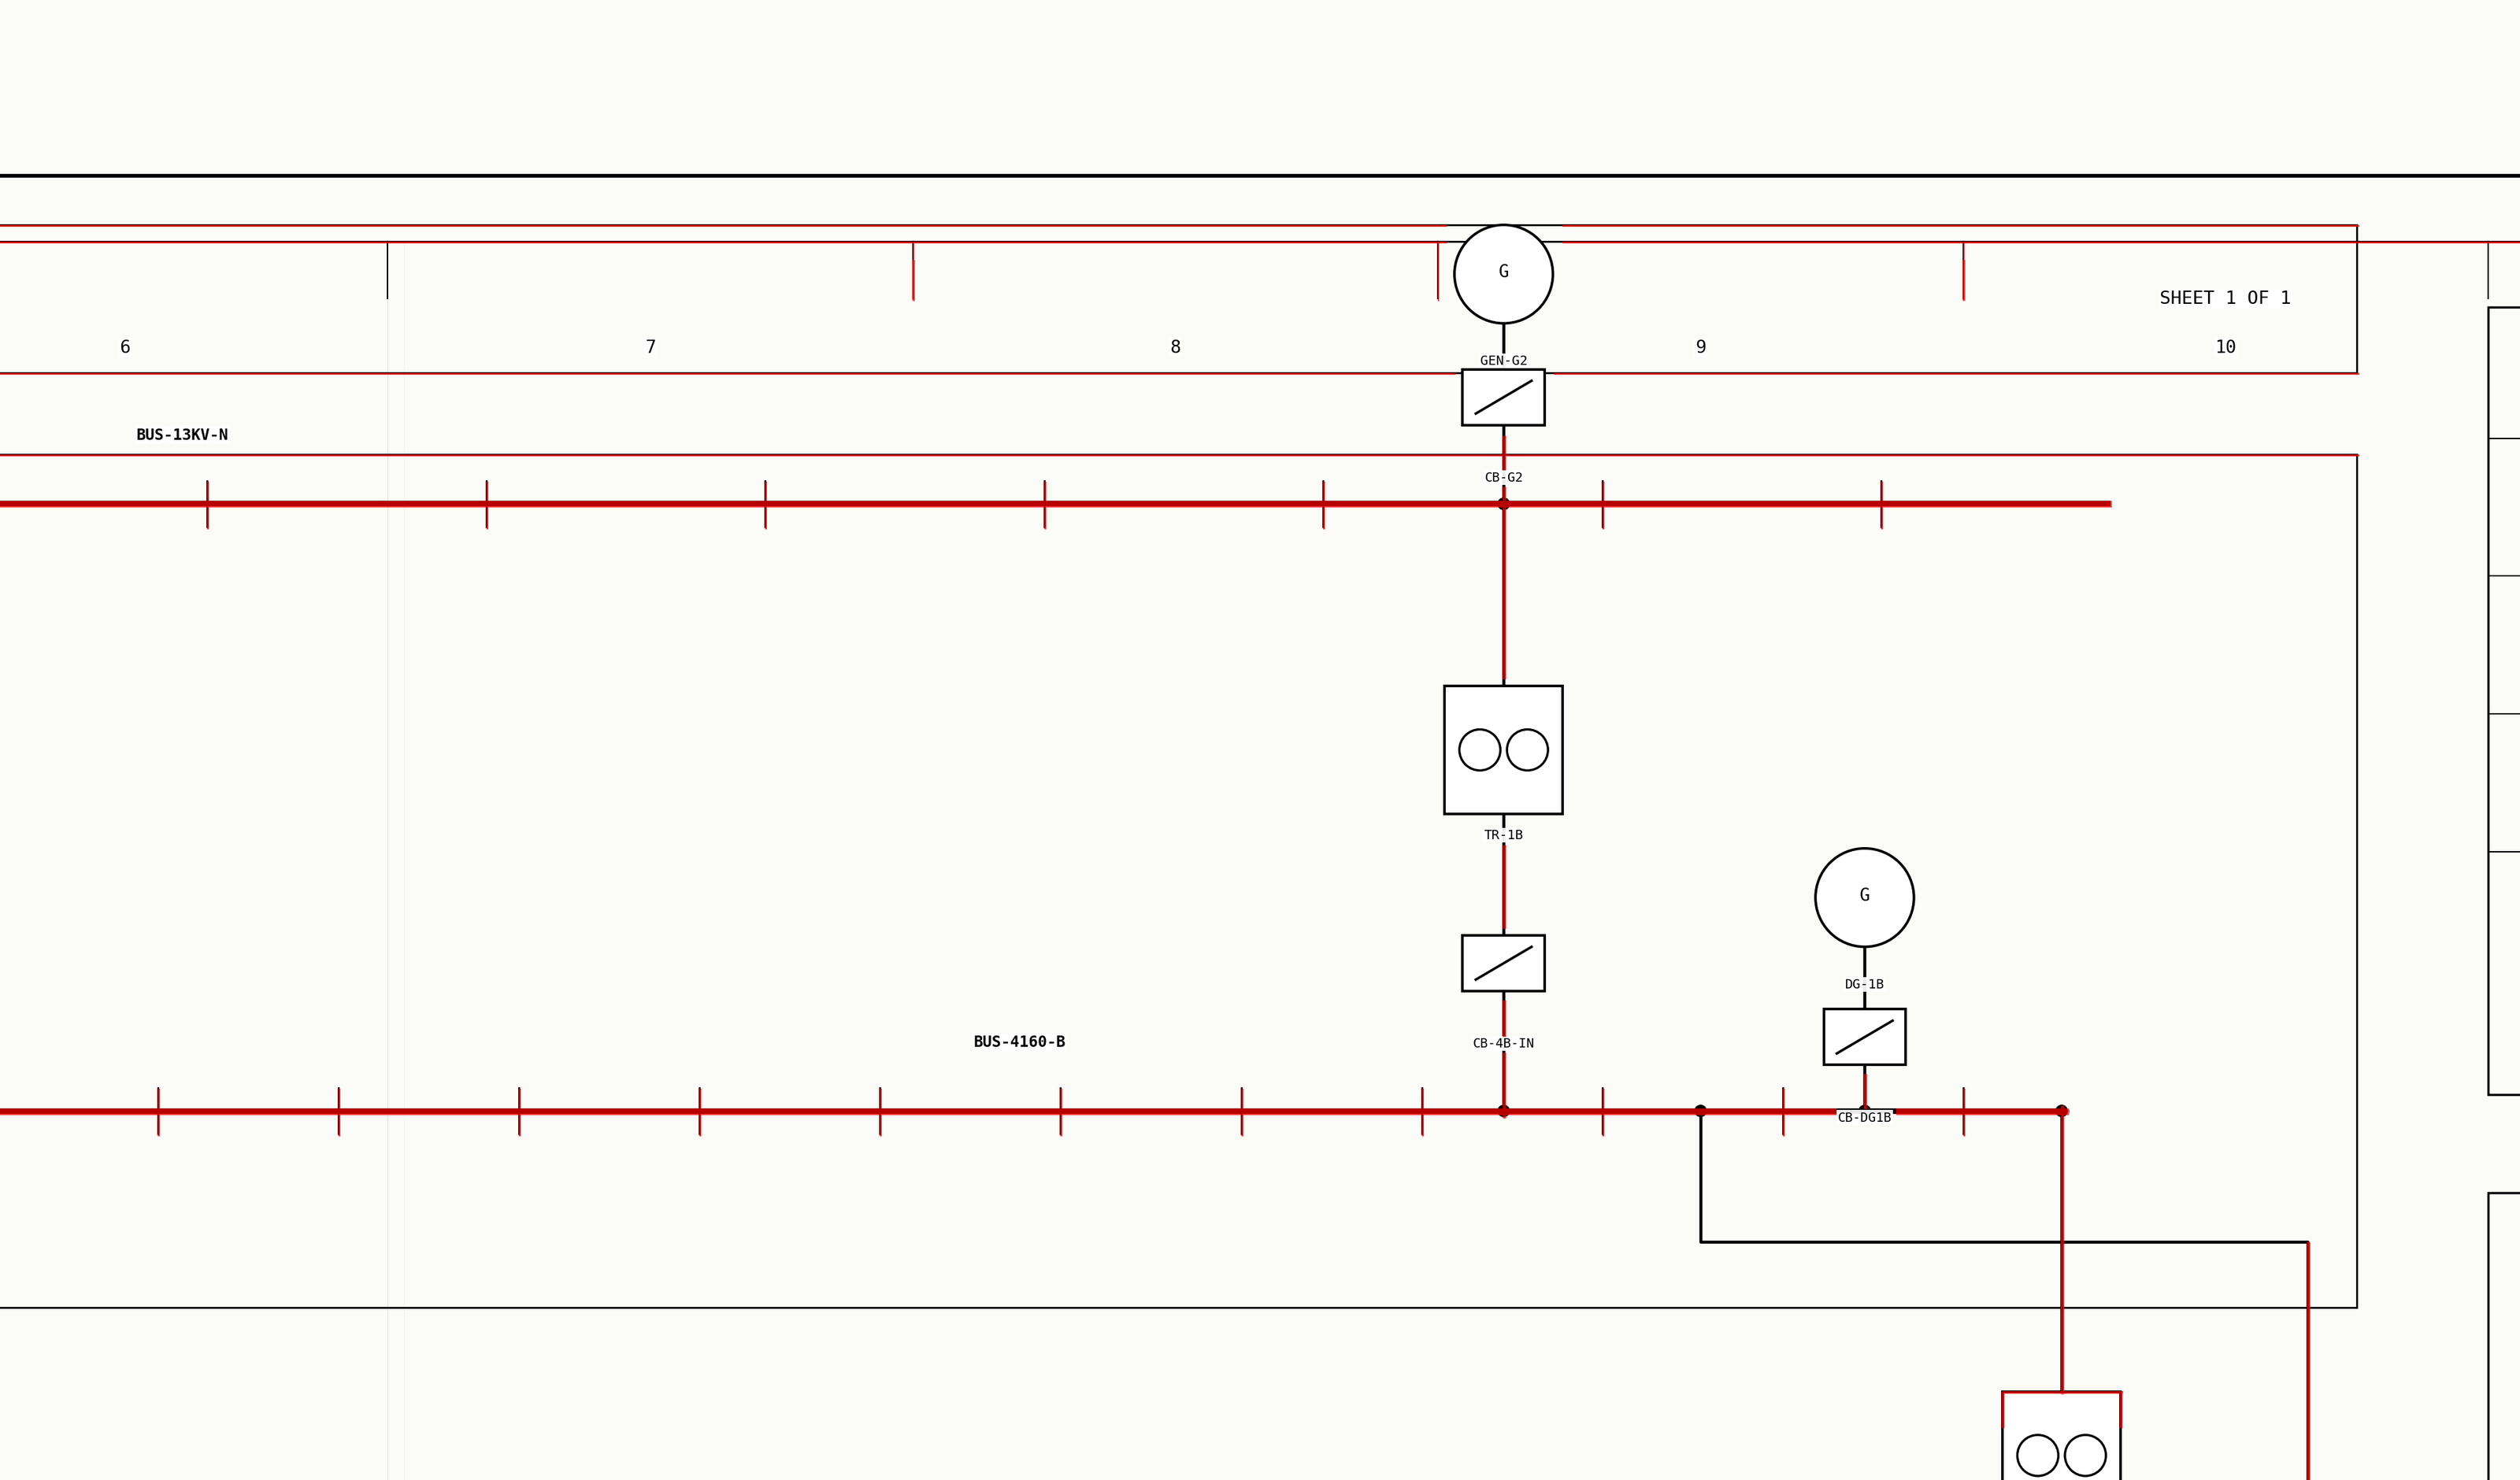 G
SHEET 1 OF 1
6
7
8
9
10
GEN-G2
BUS-13KV-N
CB-G2
TR-1B
G
DG-1B
BUS-4160-B
CB-4B-IN
CB-DG1B